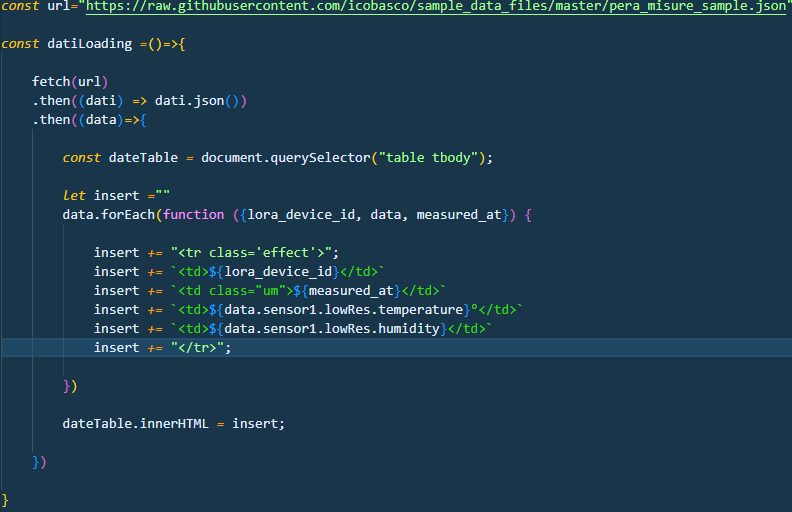 const url="https://raw.githubusercontent.com/icobasco/sample_data_files/master/pera_misure_sample.json"
const datiLoading =()=>{
fetch(url)
.then((dati) => dati.json())
.then((data)=>{
const dateTable = document.querySelector("table tbody");
let insert =""
data.forEach(function ({lora_device_id, data, measured_at}) {
insert += "<tr class='effect'>";
insert += `<td>${lora_device_id}</td>`
insert += `<td class="um">${measured_at}</td>`
insert += `<td>${data.sensor1.lowRes.temperature}°</td>`
insert += `<td>${data.sensor1.lowRes.humidity}</td>`
insert += "</tr>";
})
dateTable.innerHTML = insert;
})
}